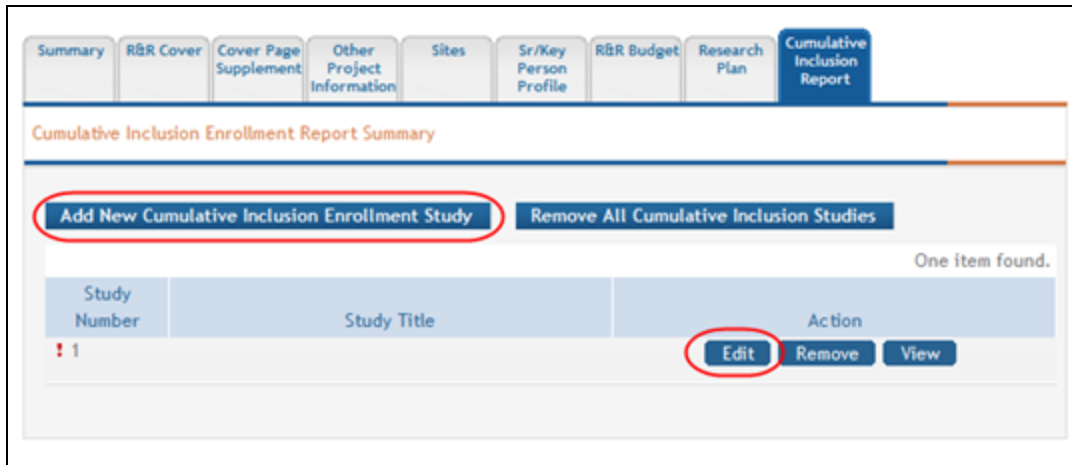 Summary
R&R Cover
Cover Page
Supplement
Other
Project
Information
Sites
Sr/Key
Person
Profile
R&R Budget
Research
Plan
Cumulative
Inclusion
Report
Cumulative Inclusion Enrollment Report Summary
Add New Cumulative Inclusion Enrollment Study
Remove All Cumulative Inclusion Studies
One item found.
Study
Number
Study Title
Action
! 1
Edit
Remove
View